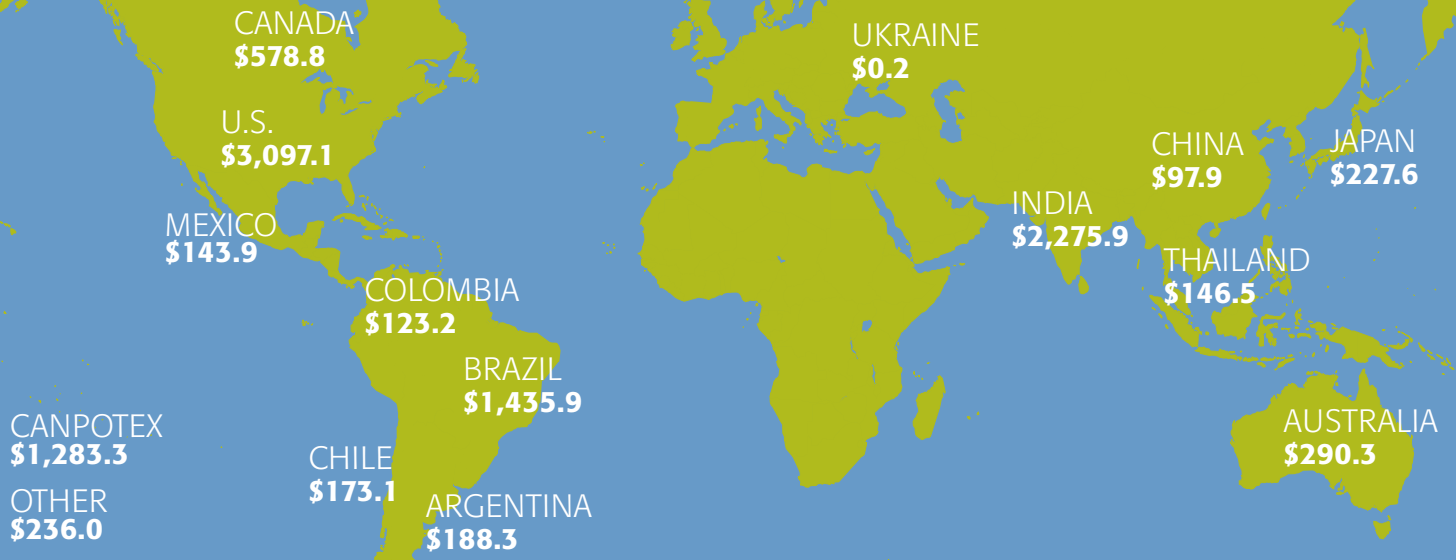 CANADA
$578.8
UKRAINE
$0.2
U.S.
$3,097.1
CHINA
$97.9
JAPAN
$227.6
INDIA
$2,275.9
MEXICO
$143.9
THAILAND
$146.5
COLOMBIA
$123.2
BRAZIL
$1,435.9
CANPOTEX
$1,283.3
AUSTRALIA
$290.3
CHILE
$173.1
OTHER
$236.0
ARGENTINA
$188.3